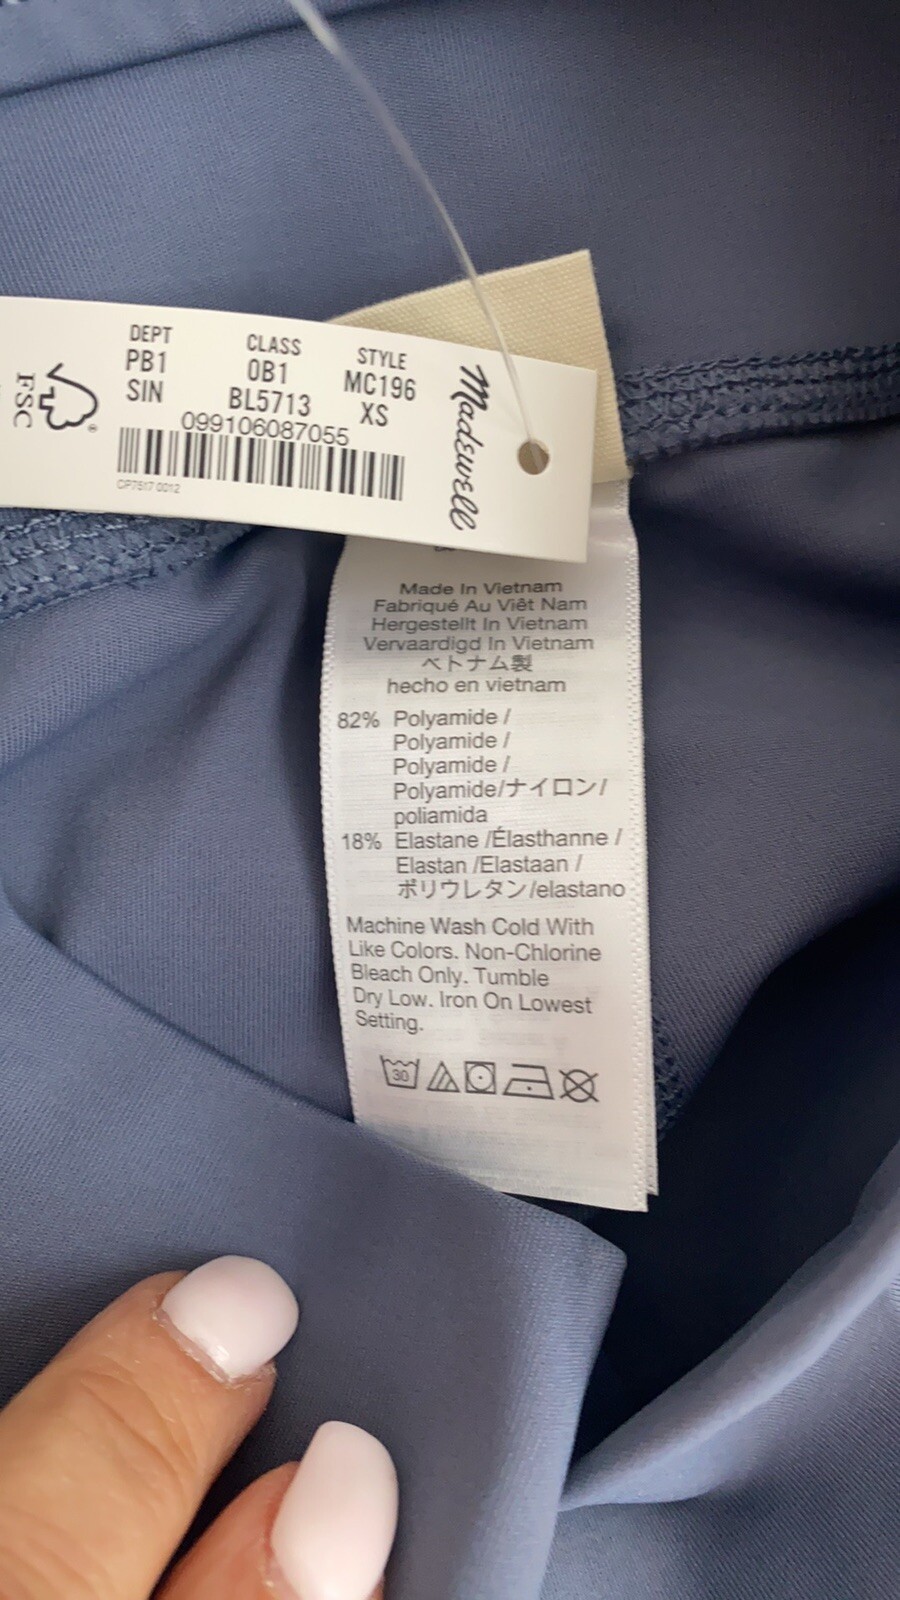 DEPT CLASS STYLE
PB1 0B1 MC196
SIN BL5713 XS
099106087055
CP7517 0012
FSC
®
Madewell
Made In Vietnam
Fabriqué Au Viêt Nam
Hergestellt In Vietnam
Vervaardigd In Vietnam
ベトナム製
hecho en vietnam
82% Polyamide /
Polyamide /
Polyamide /
Polyamide/ナイロン/
poliamida
18% Elastane /Élasthanne /
Elastan /Elastaan /
ポリウレタン/elastano
Machine Wash Cold With
Like Colors. Non-Chlorine
Bleach Only. Tumble
Dry Low. Iron On Lowest
Setting.
30